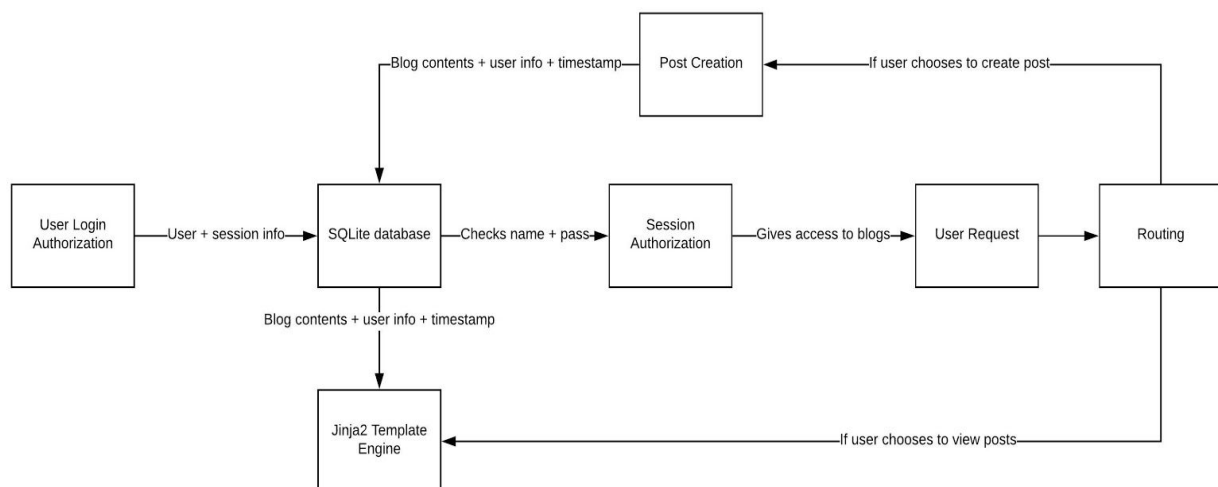 Blog contents + user info + timestamp
Post Creation
If user chooses to create post
User Login
Authorization
User + session info
SQLite database
Checks name + pass
Session
Authorization
Gives access to blogs
User Request
Routing
Blog contents + user info + timestamp
Jinja2 Template
Engine
If user chooses to view posts